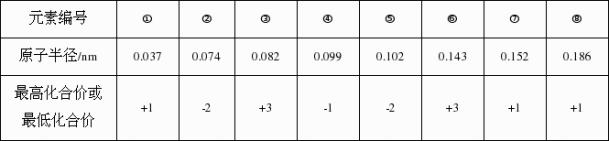 元素编号 ① ② ③ ④ ⑤ ⑥ ⑦ ⑧
原子半径/nm 0.037 0.074 0.082 0.099 0.102 0.143 0.152 0.186
最高化合价或
最低化合价 +1 -2 +3 -1 -2 +3 +1 +1